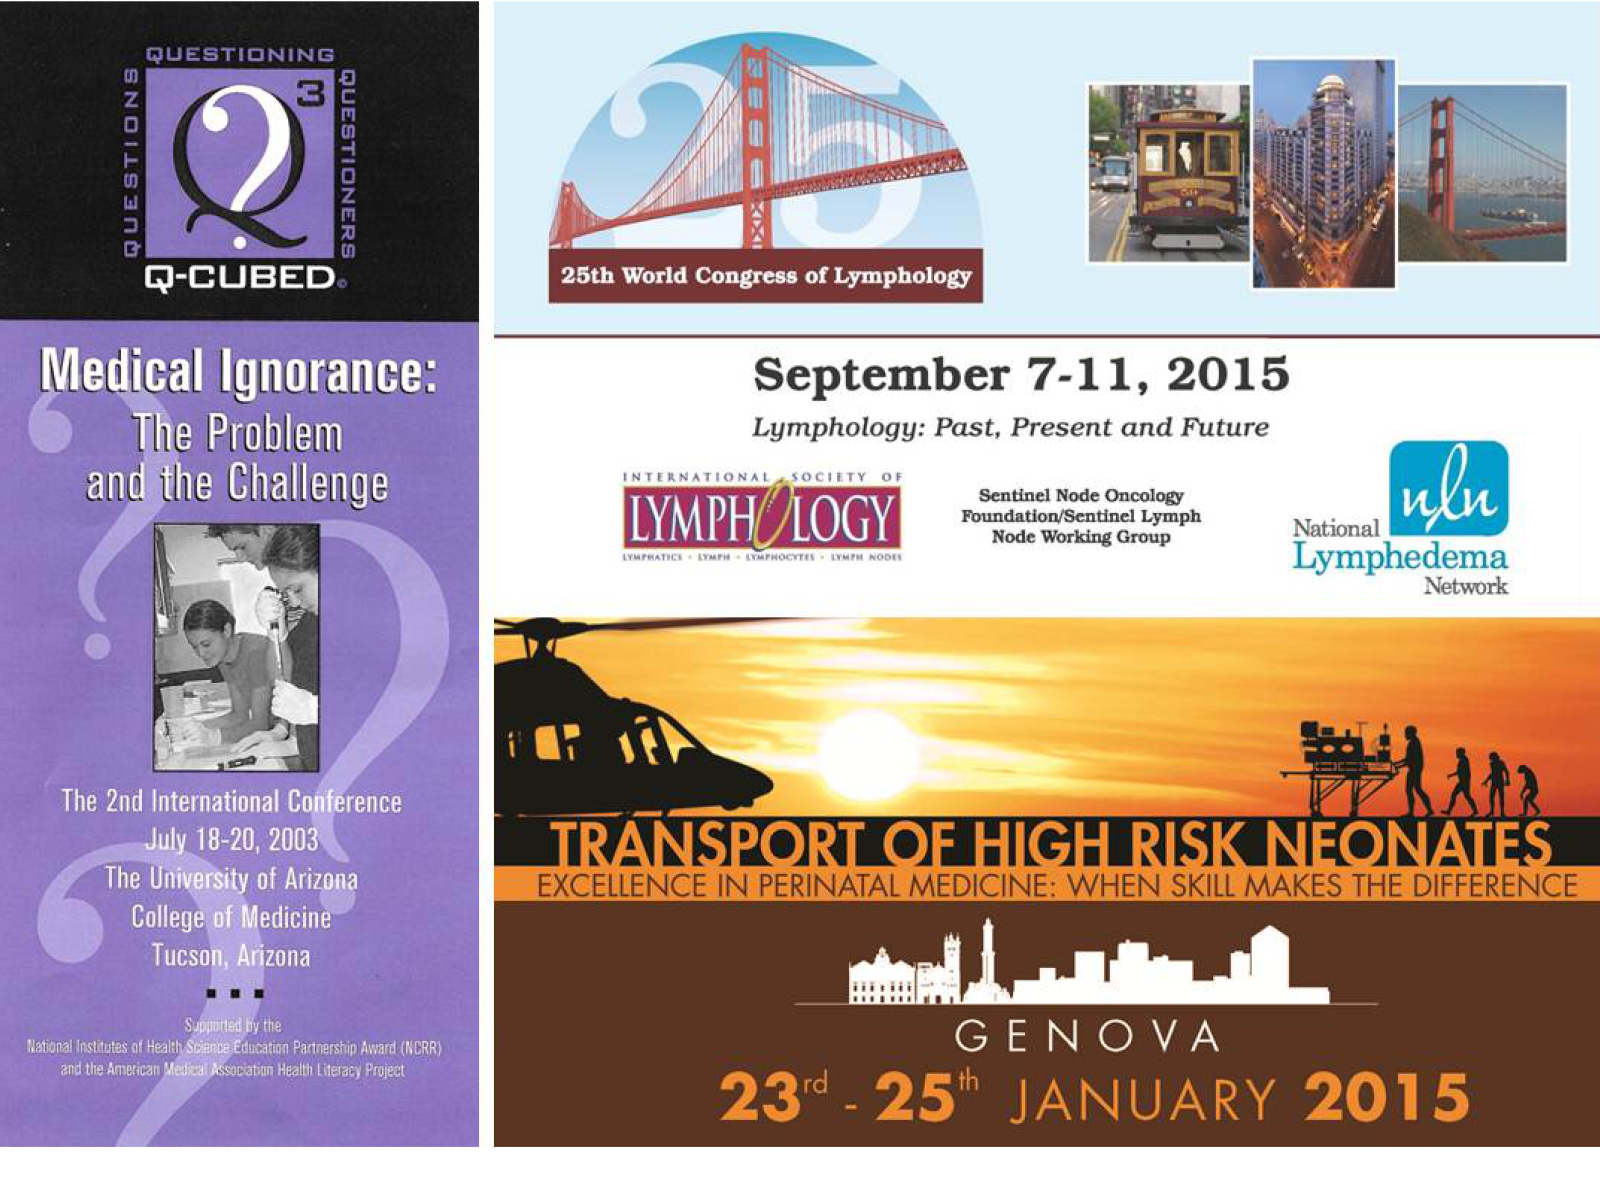 QUESTIONING
QUESTIONS
QUESTIONERS
Q?3
Q-CUBED©
Medical Ignorance:
The Problem
and the Challenge
The 2nd International Conference
July 18-20, 2003
The University of Arizona
College of Medicine
Tucson, Arizona
Supported by the
National Institutes of Health Science Education Partnership Award (NCRR)
and the American Medical Association Health Literacy Project
25
25th World Congress of Lymphology
September 7-11, 2015
Lymphology: Past, Present and Future
INTERNATIONAL SOCIETY OF
LYMPHOLOGY
LYMPHATICS · LYMPH · LYMPHOCYTES · LYMPH NODES
Sentinel Node Oncology
Foundation/Sentinel Lymph
Node Working Group
nln
National
Lymphedema
Network
TRANSPORT OF HIGH RISK NEONATES
EXCELLENCE IN PERINATAL MEDICINE: WHEN SKILL MAKES THE DIFFERENCE
GENOVA
23rd - 25th JANUARY 2015